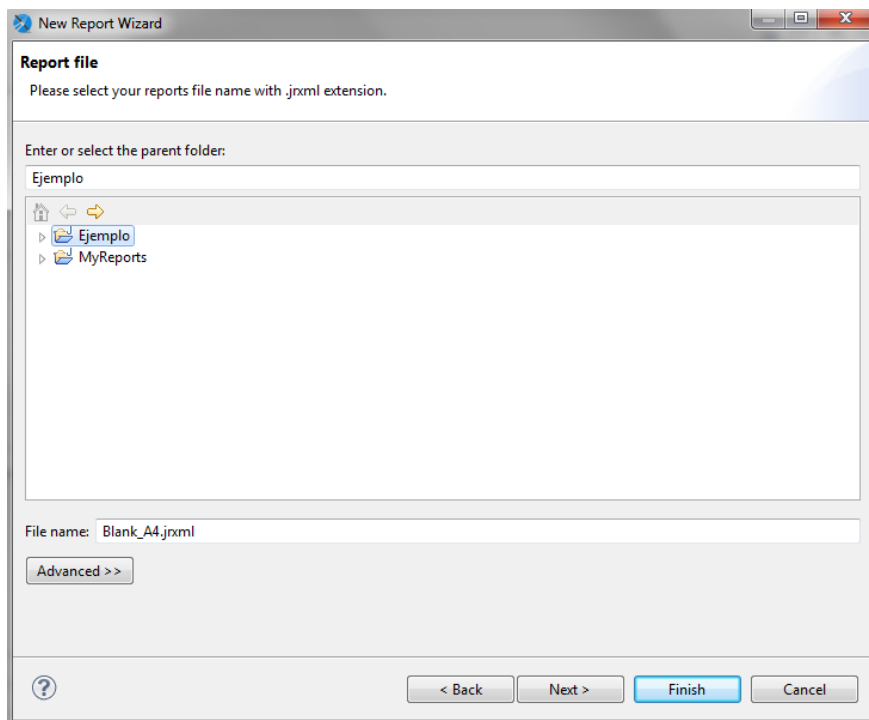 New Report Wizard
Report file
Please select your reports file name with .jrxml extension.
Enter or select the parent folder:
Ejemplo
Ejemplo
MyReports
File name: Blank_A4.jrxml
Advanced >>
< Back Next > Finish Cancel